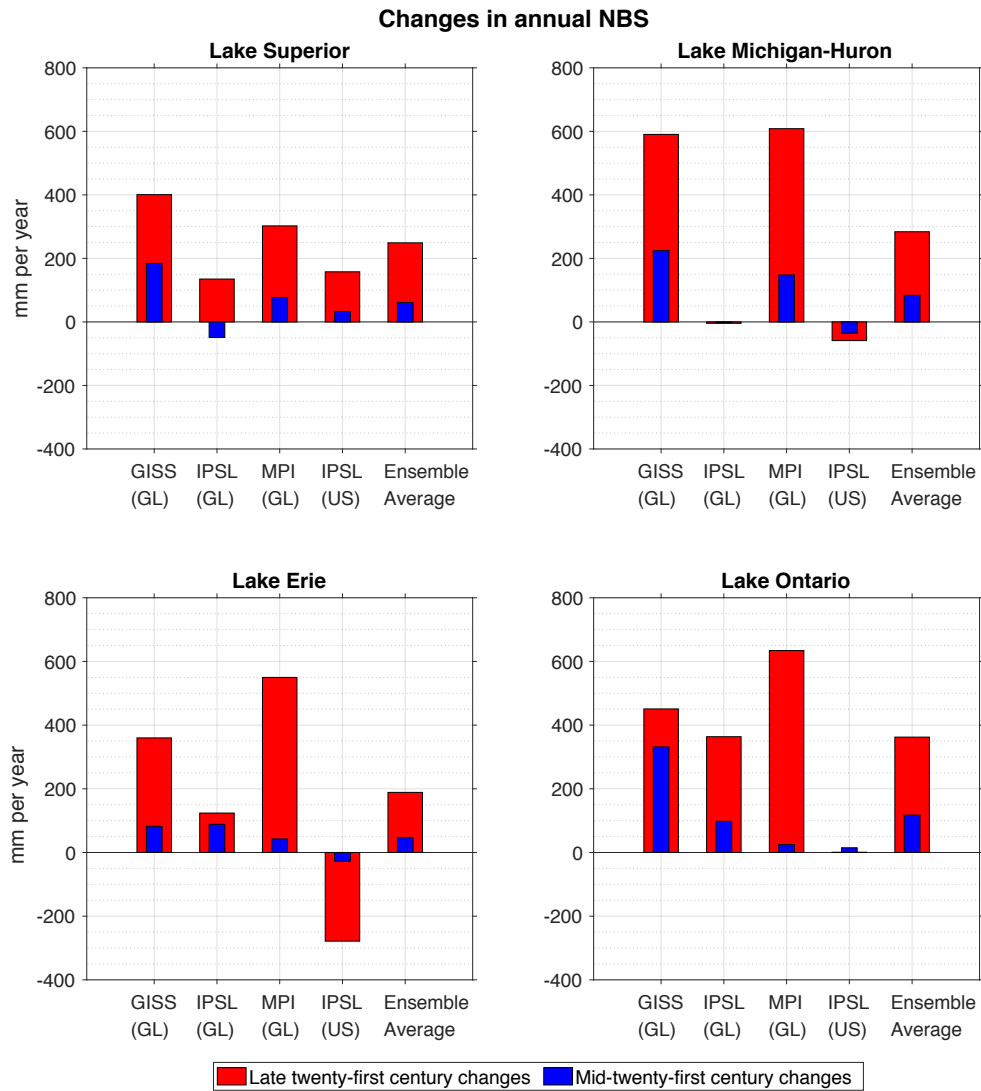 Changes in annual NBS
Lake Superior
800
600
400
200
0
-200
-400
mm per year
GISS IPSL MPI IPSL Ensemble
(GL) (GL) (GL) (US) Average
Lake Michigan-Huron
800
600
400
200
0
-200
-400
GISS IPSL MPI IPSL Ensemble
(GL) (GL) (GL) (US) Average
Lake Erie
800
600
400
200
0
-200
-400
mm per year
GISS IPSL MPI IPSL Ensemble
(GL) (GL) (GL) (US) Average
Lake Ontario
800
600
400
200
0
-200
-400
GISS IPSL MPI IPSL Ensemble
(GL) (GL) (GL) (US) Average
Late twenty-first century changes Mid-twenty-first century changes